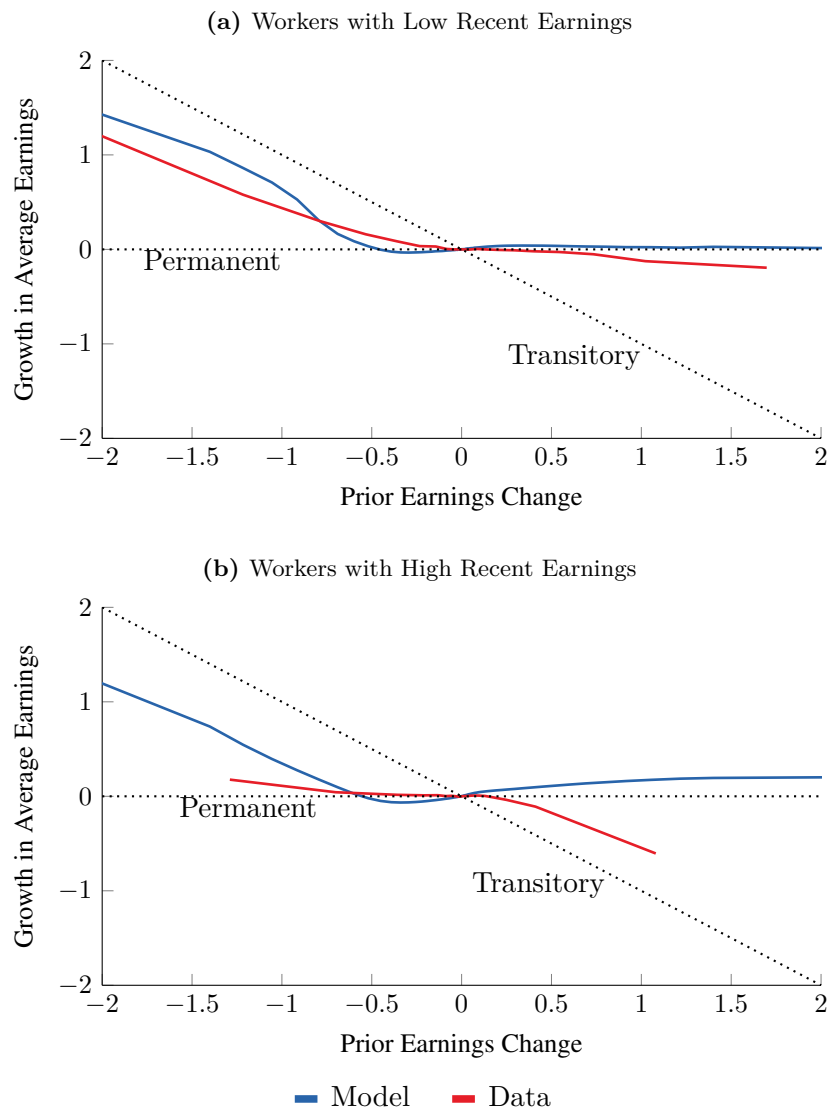 (a) Workers with Low Recent Earnings
2
1
0
−1
−2
Growth in Average Earnings
Permanent
Transitory
−2 −1.5 −1 −0.5 0 0.5 1 1.5 2
Prior Earnings Change
(b) Workers with High Recent Earnings
2
1
0
−1
−2
Growth in Average Earnings
Permanent
Transitory
−2 −1.5 −1 −0.5 0 0.5 1 1.5 2
Prior Earnings Change
Model Data